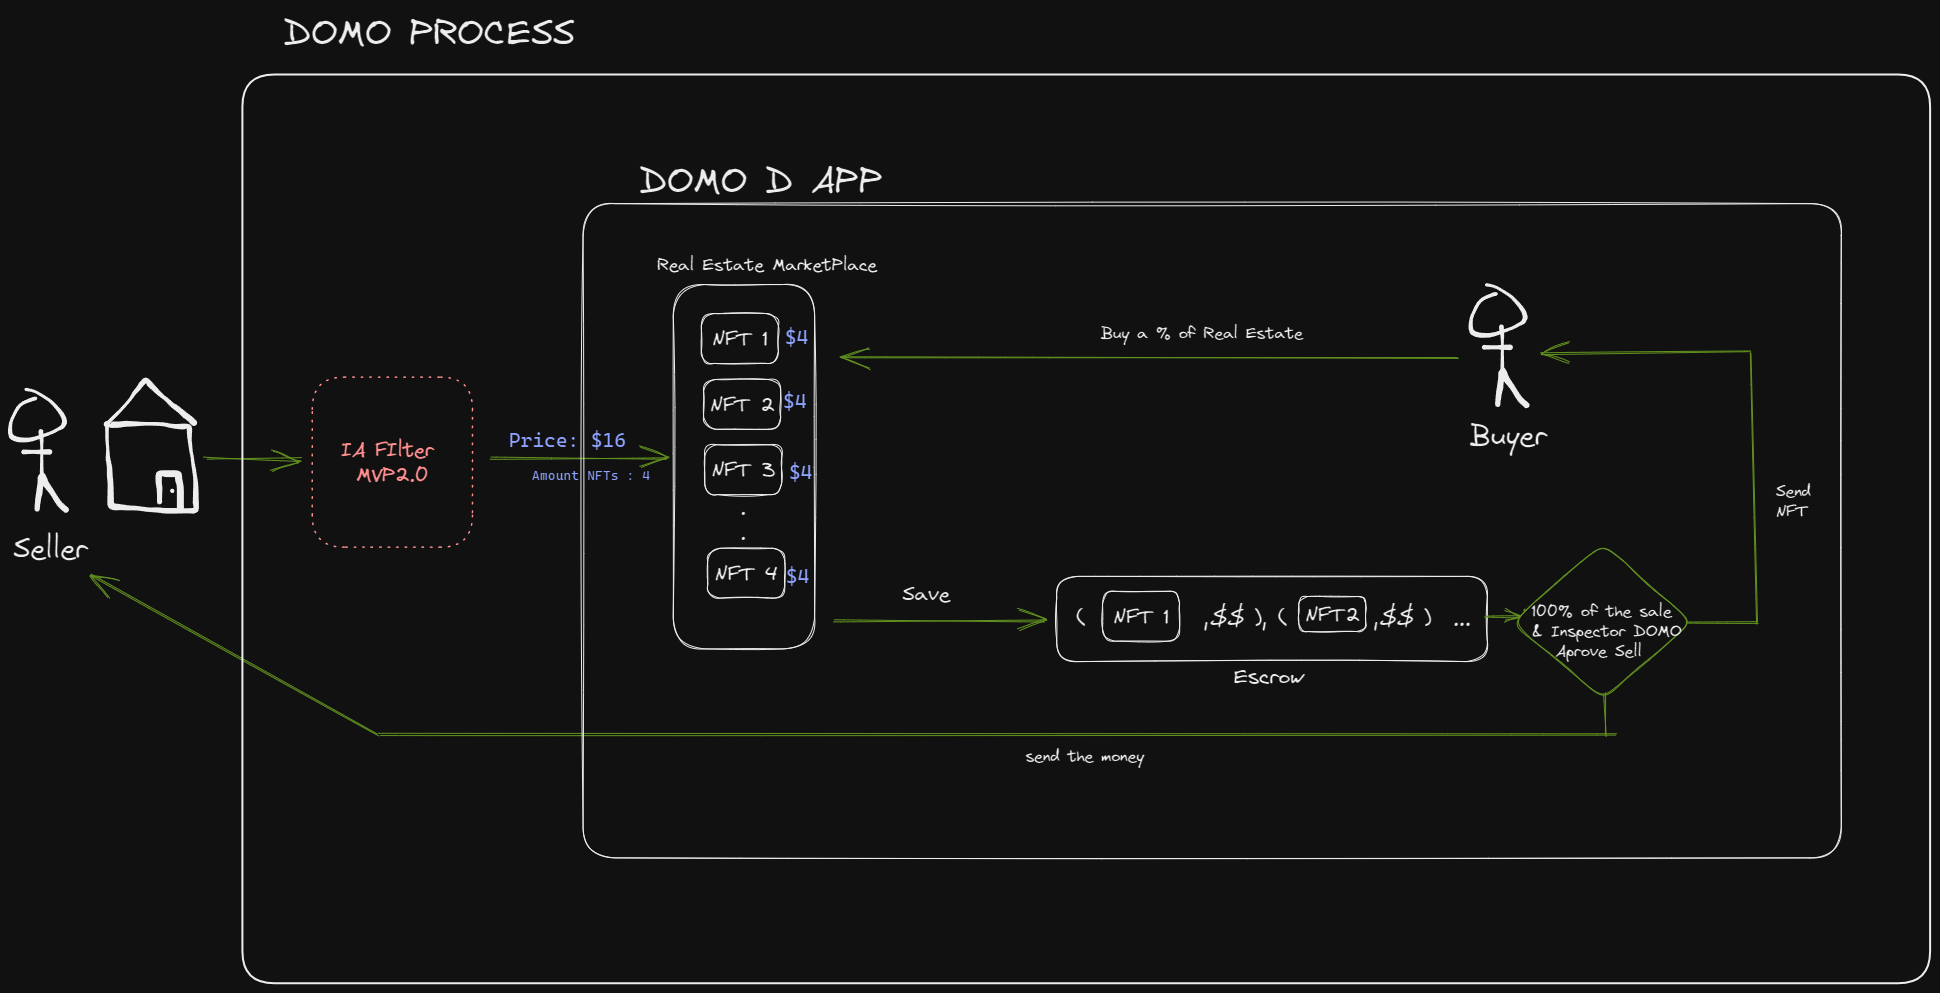 DOMO PROCESS
DOMO D APP
Real Estate MarketPlace
NFT 1 $4
NFT 2 $4
NFT 3 $4
.
.
NFT 4 $4
Buy a % of Real Estate
Buyer
IA FIlter
MVP2.0
Price: $16
Amount NFTs : 4
Seller
Send
NFT
Save
( NFT 1 ,$$ ), ( NFT2 ,$$ ) ...
Escrow
100% of the sale
& Inspector DOMO
Aprove Sell
send the money